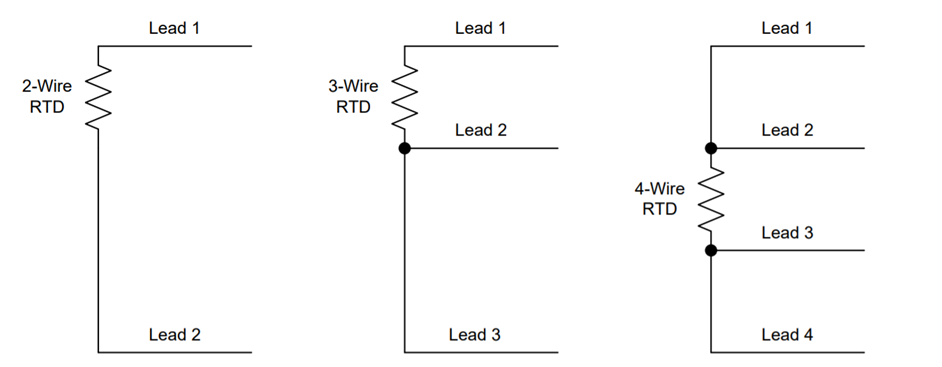 Lead 1
2-Wire
RTD
Lead 2
Lead 1
3-Wire
RTD
Lead 2
Lead 3
Lead 1
Lead 2
4-Wire
RTD
Lead 3
Lead 4